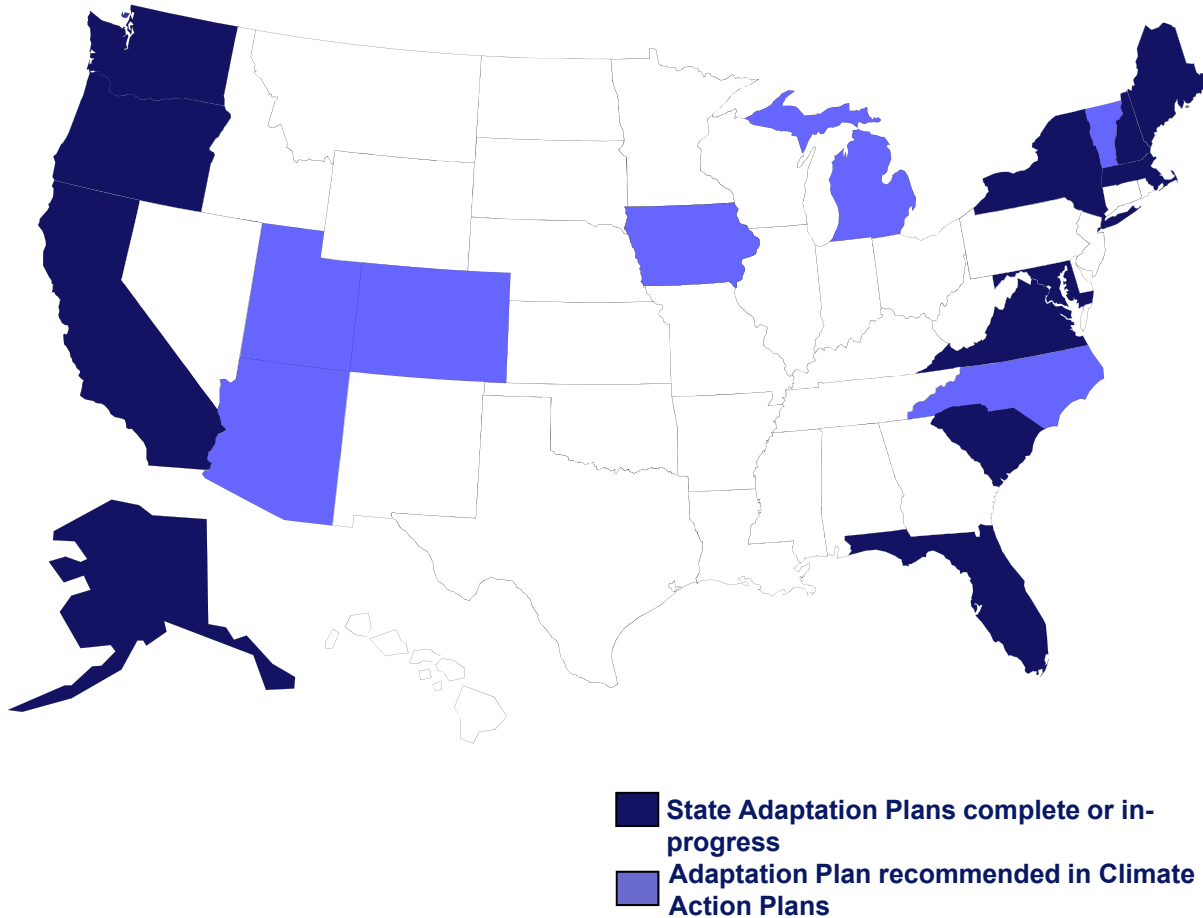 State Adaptation Plans complete or in-
progress
Adaptation Plan recommended in Climate
Action Plans